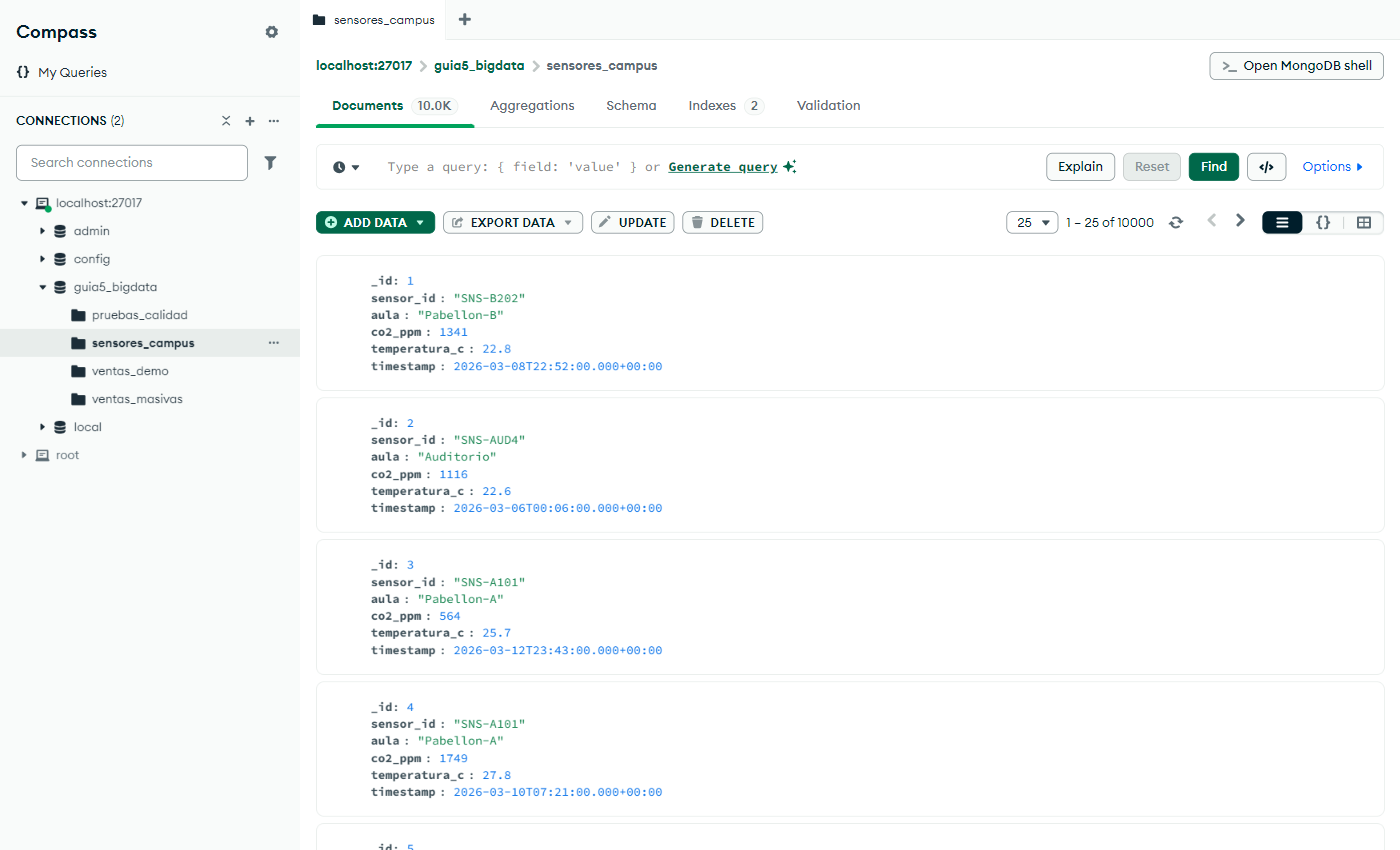 Compass
My Queries
CONNECTIONS (2)
Search connections
localhost:27017
admin
config
guia5_bigdata
pruebas_calidad
sensores_campus
ventas_demo
ventas_masivas
local
root
sensores_campus
localhost:27017 > guia5_bigdata > sensores_campus
>_ Open MongoDB shell
Documents 10.0K Aggregations Schema Indexes 2 Validation
Type a query: { field: 'value' } or Generate query
Explain Reset Find </> Options
ADD DATA EXPORT DATA UPDATE DELETE
25 1 – 25 of 10000 {}
_id: 1
sensor_id : "SNS-B202"
aula : "Pabellon-B"
co2_ppm : 1341
temperatura_c : 22.8
timestamp : 2026-03-08T22:52:00.000+00:00
_id: 2
sensor_id : "SNS-AUD4"
aula : "Auditorio"
co2_ppm : 1116
temperatura_c : 22.6
timestamp : 2026-03-06T00:06:00.000+00:00
_id: 3
sensor_id : "SNS-A101"
aula : "Pabellon-A"
co2_ppm : 564
temperatura_c : 25.7
timestamp : 2026-03-12T23:43:00.000+00:00
_id: 4
sensor_id : "SNS-A101"
aula : "Pabellon-A"
co2_ppm : 1749
temperatura_c : 27.8
timestamp : 2026-03-10T07:21:00.000+00:00
_id: 5